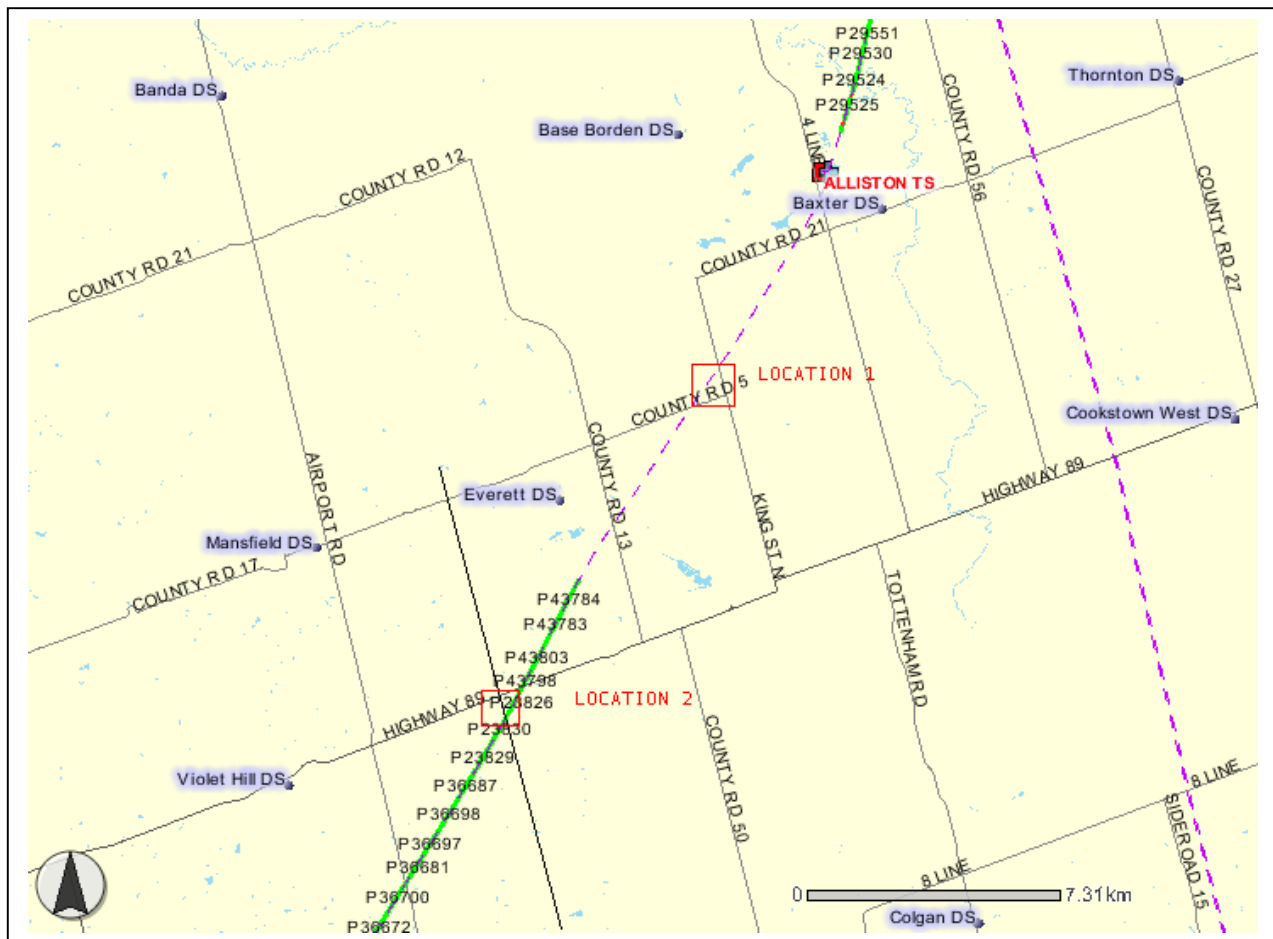 P29551
P29530
Thornton DS
Banda DS
P29524
COUNTY RD 56
P29525
Base Borden DS
4 LINE
COUNTY RD 12
ALLISTON TS
COUNTY RD 27
Baxter DS
COUNTY RD 21
COUNTY RD 21
LOCATION 1
COUNTY RD 5
Cookstown West DS
COUNTY RD 13
AIRPORT RD
HIGHWAY 89
Everett DS
KING ST N
Mansfield DS
COUNTY RD 17
TOTTENHAM RD
P43784
P43783
P43803
P43798
LOCATION 2
P23826
HIGHWAY 89
P23830
COUNTY RD 50
P23829
Violet Hill DS
8 LINE
P36687
SIDEROAD 15
P36698
P36697
P36681
8 LINE
P36700
0
7.31km
Colgan DS
P36672